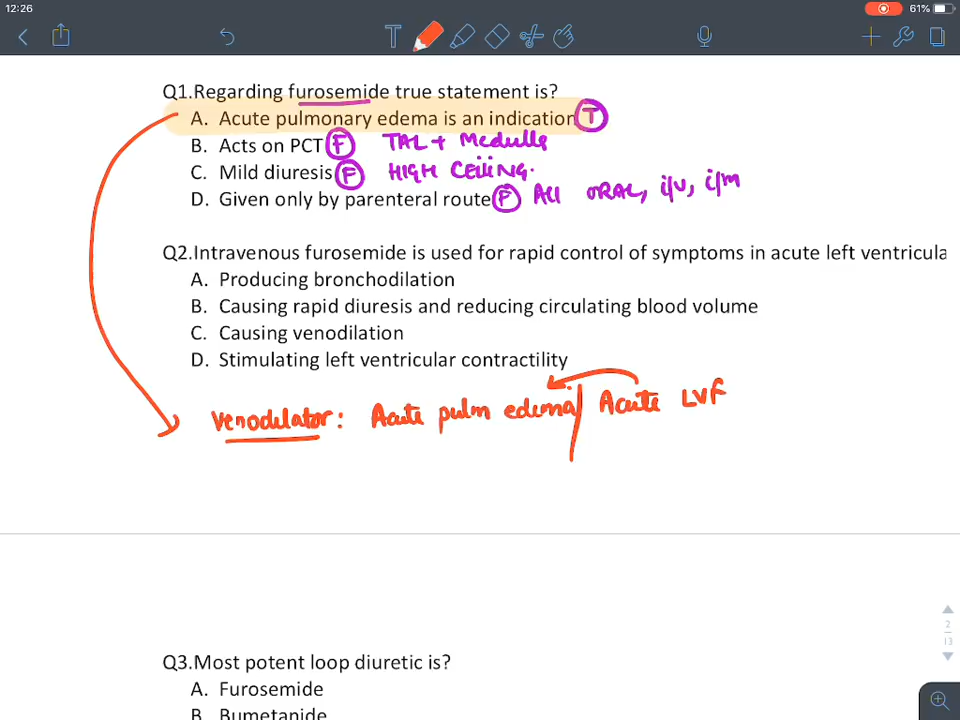 12:26
61%
T
Q1.Regarding furosemide true statement is?
A. Acute pulmonary edema is an indication T
B. Acts on PCT F TAL + Medulla
C. Mild diuresis F HIGH CEILING.
D. Given only by parenteral route F All ORAL, i/v, i/m
Q2.Intravenous furosemide is used for rapid control of symptoms in acute left ventricula
A. Producing bronchodilation
B. Causing rapid diuresis and reducing circulating blood volume
C. Causing venodilation
D. Stimulating left ventricular contractility
Venodilator: Acute pulm edema / Acute LVF
Q3.Most potent loop diuretic is?
A. Furosemide
B. Bumetanide
2
13